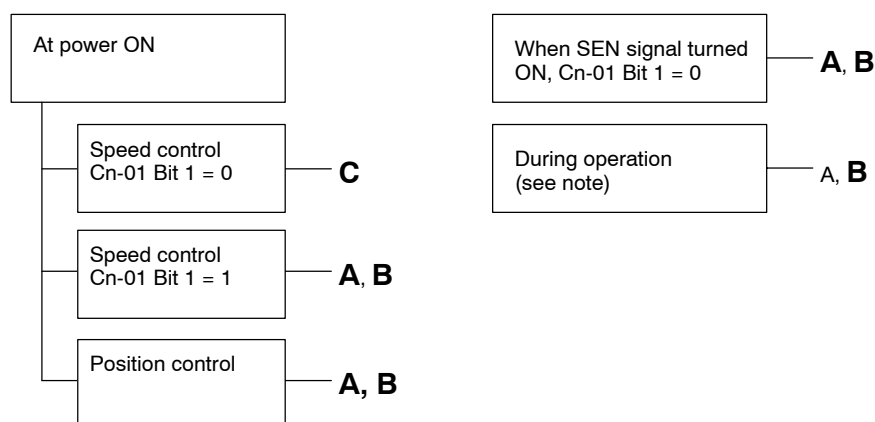 At power ON
Speed control
Cn-01 Bit 1 = 0
C
Speed control
Cn-01 Bit 1 = 1
A, B
Position control
A, B
When SEN signal turned
ON, Cn-01 Bit 1 = 0
A, B
During operation
(see note)
A, B